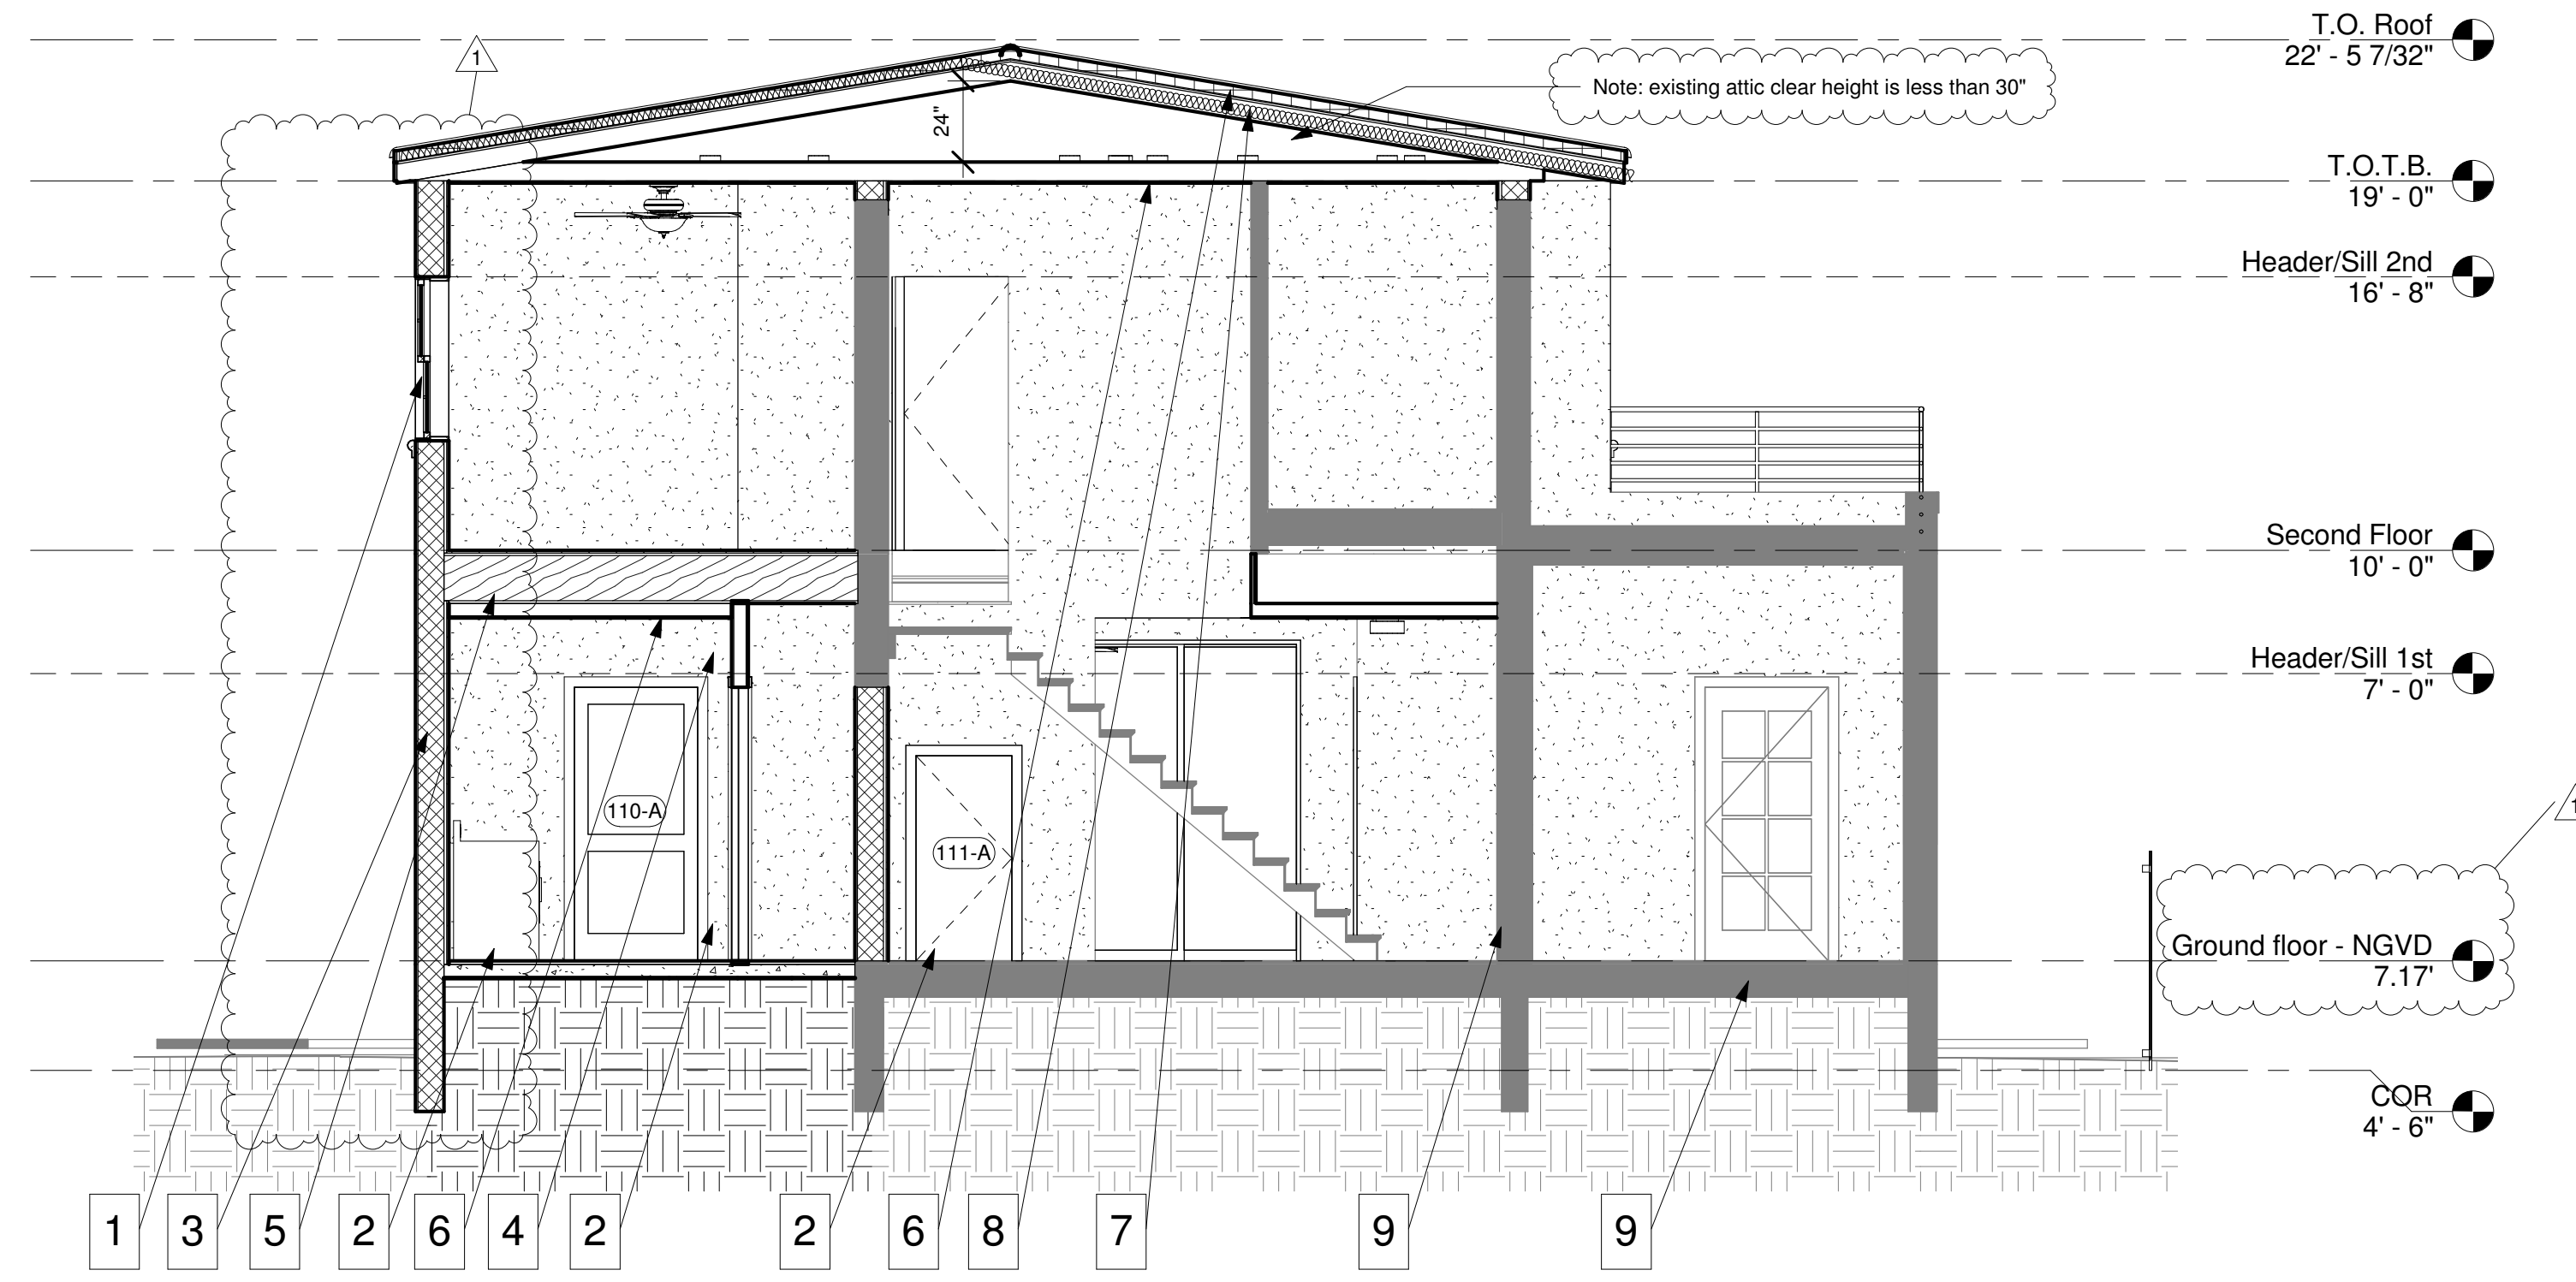 T.O. Roof
22' - 5 7/32"
1
Note: existing attic clear height is less than 30"
24"
T.O.T.B.
19' - 0"
Header/Sill 2nd
16' - 8"
Second Floor
10' - 0"
Header/Sill 1st
7' - 0"
110-A
111-A
1
Ground floor - NGVD
7.17'
COR
4' - 6"
1 3 5 2 6 4 2 2 6 8 7 9 9